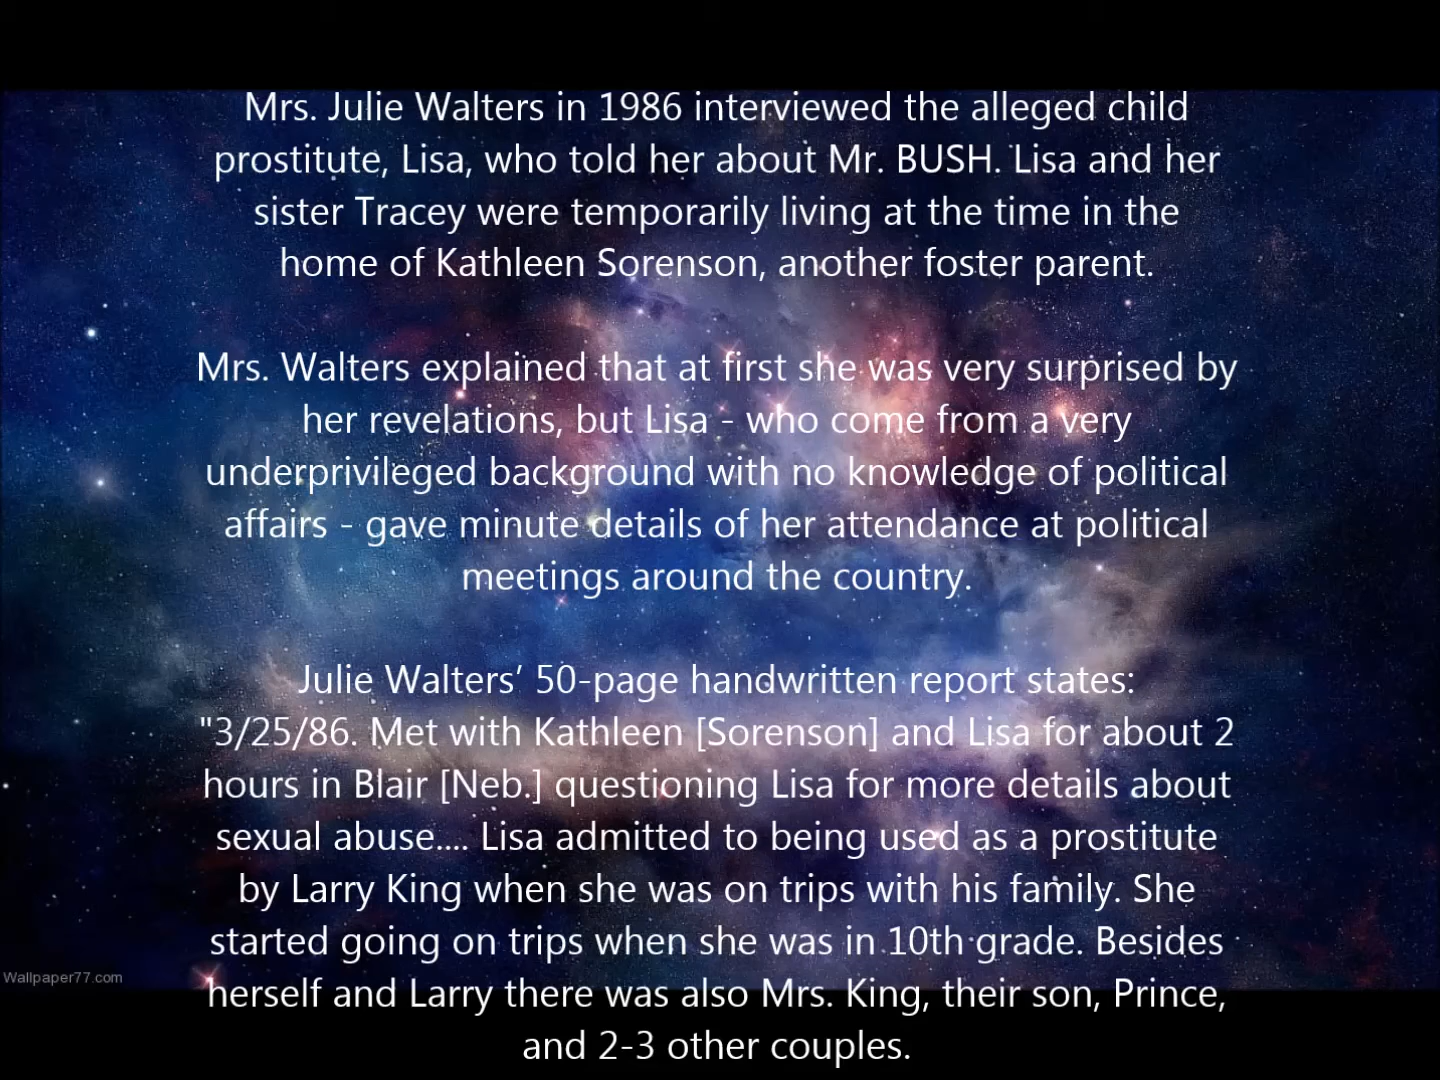 Mrs. Julie Walters in 1986 interviewed the alleged child
prostitute, Lisa, who told her about Mr. BUSH. Lisa and her
sister Tracey were temporarily living at the time in the
home of Kathleen Sorenson, another foster parent.
Mrs. Walters explained that at first she was very surprised by
her revelations, but Lisa - who come from a very
underprivileged background with no knowledge of political
affairs - gave minute details of her attendance at political
meetings around the country.
Julie Walters’ 50-page handwritten report states:
"3/25/86. Met with Kathleen [Sorenson] and Lisa for about 2
hours in Blair [Neb.] questioning Lisa for more details about
sexual abuse.... Lisa admitted to being used as a prostitute
by Larry King when she was on trips with his family. She
started going on trips when she was in 10th grade. Besides
herself and Larry there was also Mrs. King, their son, Prince,
and 2-3 other couples.
Wallpaper77.com